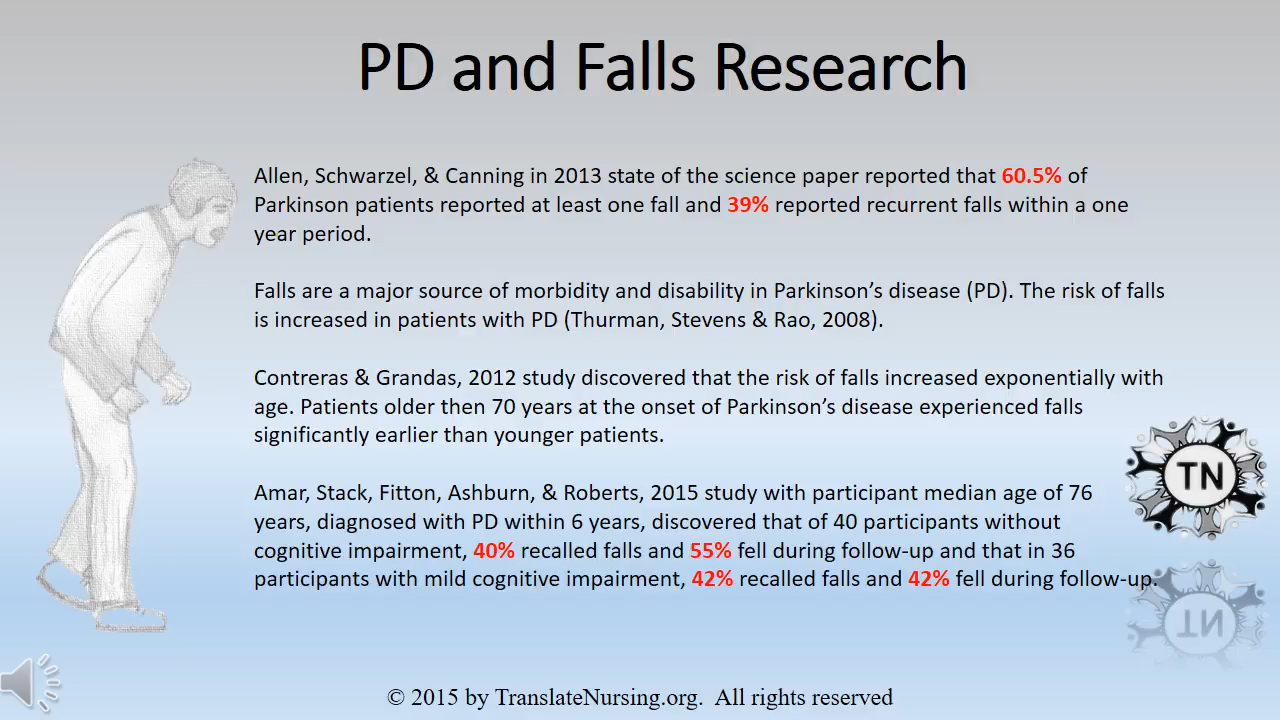 PD and Falls Research
Allen, Schwarzel, & Canning in 2013 state of the science paper reported that 60.5% of
Parkinson patients reported at least one fall and 39% reported recurrent falls within a one
year period.
Falls are a major source of morbidity and disability in Parkinson’s disease (PD). The risk of falls
is increased in patients with PD (Thurman, Stevens & Rao, 2008).
Contreras & Grandas, 2012 study discovered that the risk of falls increased exponentially with
age. Patients older then 70 years at the onset of Parkinson’s disease experienced falls
significantly earlier than younger patients.
Amar, Stack, Fitton, Ashburn, & Roberts, 2015 study with participant median age of 76
years, diagnosed with PD within 6 years, discovered that of 40 participants without
cognitive impairment, 40% recalled falls and 55% fell during follow-up and that in 36
participants with mild cognitive impairment, 42% recalled falls and 42% fell during follow-up.
TN
© 2015 by TranslateNursing.org.  All rights reserved